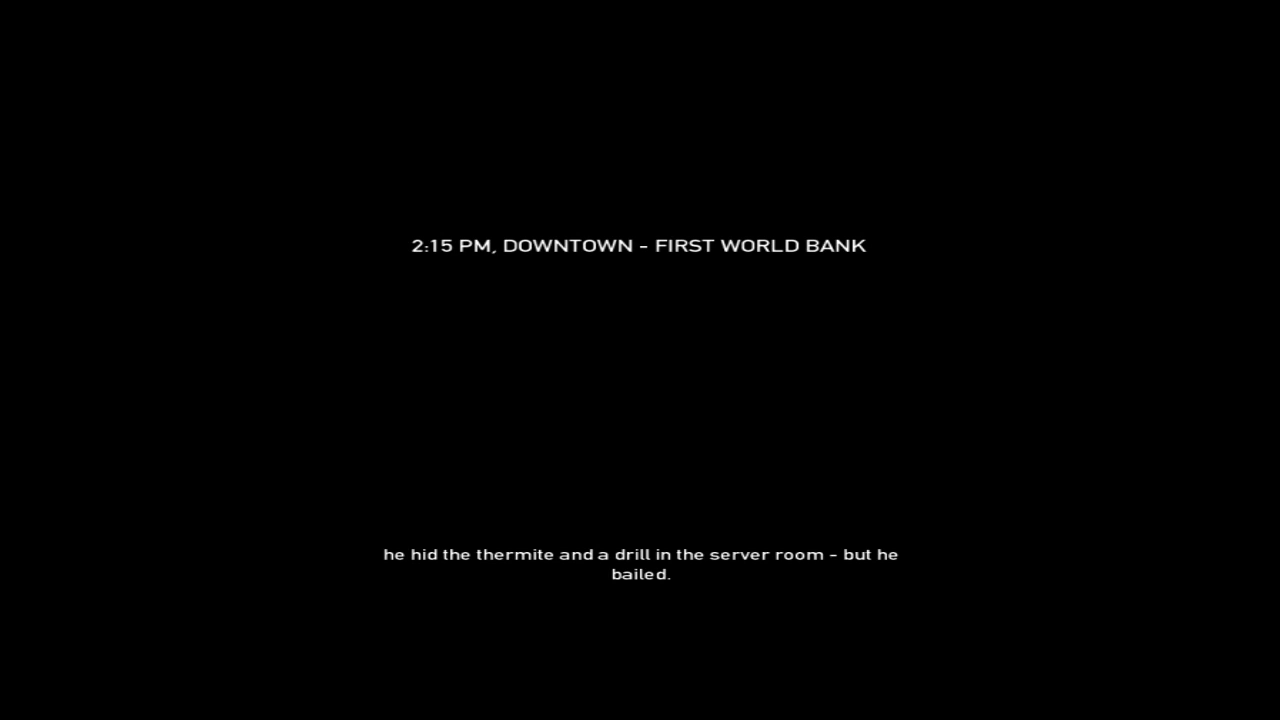 2:15 PM, DOWNTOWN - FIRST WORLD BANK
he hid the thermite and a drill in the server room - but he
bailed.